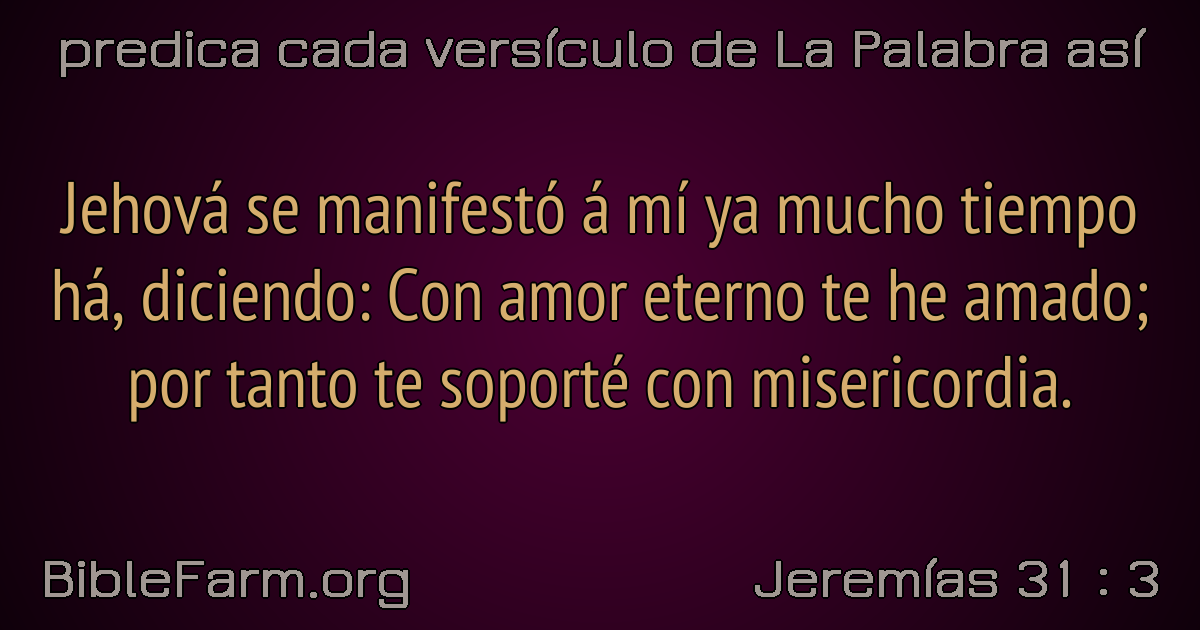 predica cada versículo de La Palabra así
Jehová se manifestó á mí ya mucho tiempo
há, diciendo: Con amor eterno te he amado;
por tanto te soporté con misericordia.
BibleFarm.org
Jeremías 31 : 3